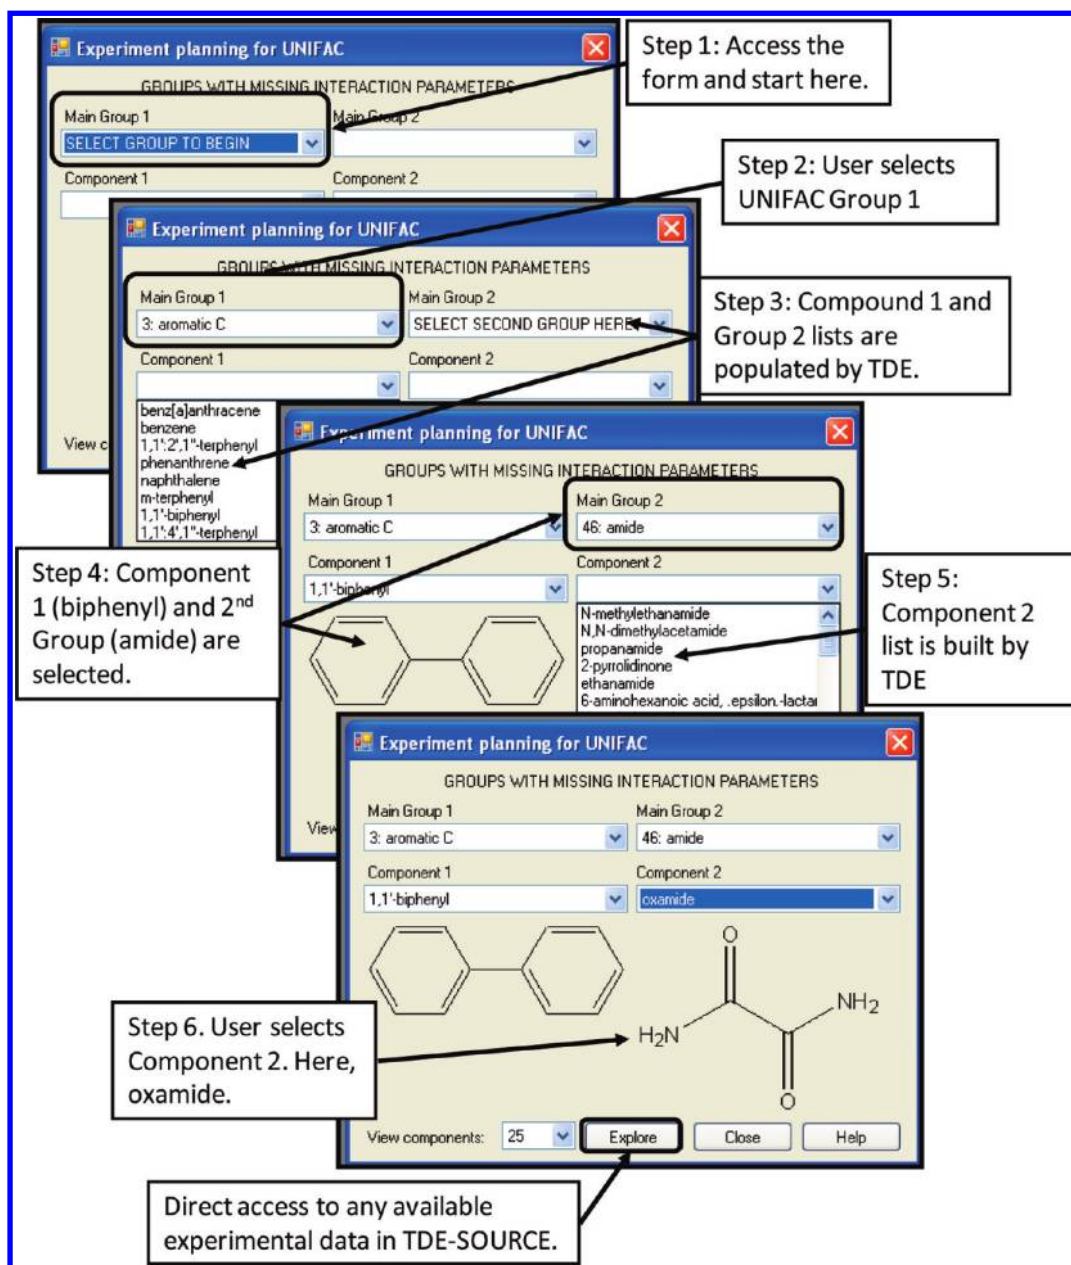 Experiment planning for UNIFAC
GROUPS WITH MISSING INTERACTION PARAMETERS
Main Group 1
Main Group 2
SELECT GROUP TO BEGIN
Component 1
Component 2
Step 1: Access the
form and start here.
Step 2: User selects
UNIFAC Group 1
Experiment planning for UNIFAC
GROUPS WITH MISSING INTERACTION PARAMETERS
Main Group 1
Main Group 2
3: aromatic C
SELECT SECOND GROUP HERE
Component 1
Component 2
benz[a]anthracene
benzene
1,1':2',1''-terphenyl
phenanthrene
naphthalene
m-terphenyl
1,1'-biphenyl
1,1':4',1''-terphenyl
View c
Step 3: Compound 1 and
Group 2 lists are
populated by TDE.
Experiment planning for UNIFAC
GROUPS WITH MISSING INTERACTION PARAMETERS
Main Group 1
Main Group 2
3: aromatic C
46: amide
Component 1
Component 2
1,1'-biphenyl
N-methylethanamide
N,N-dimethylacetamide
propanamide
2-pyrrolidinone
ethanamide
6-aminohexanoic acid, .epsilon.-lactar
View
Step 4: Component
1 (biphenyl) and 2nd
Group (amide) are
selected.
Step 5:
Component 2
list is built by
TDE
Experiment planning for UNIFAC
GROUPS WITH MISSING INTERACTION PARAMETERS
Main Group 1
Main Group 2
3: aromatic C
46: amide
Component 1
Component 2
1,1'-biphenyl
oxamide
O
NH2
H2N
O
View components:
25
Explore
Close
Help
Step 6. User selects
Component 2. Here,
oxamide.
Direct access to any available
experimental data in TDE-SOURCE.